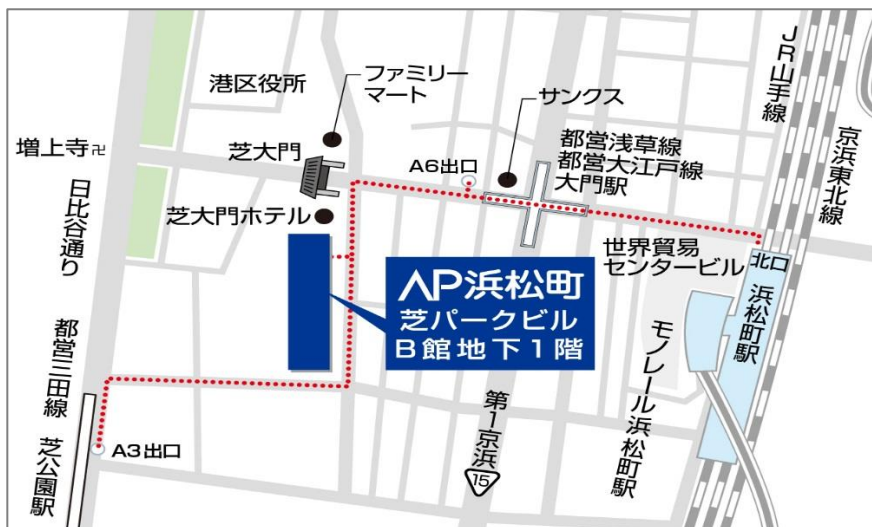 港区役所
ファミリー
マート
サンクス
JR山手線
京浜東北線
増上寺卍
芝大門
A6出口
都営浅草線
都営大江戸線
大門駅
日比谷通り
芝大門ホテル
世界貿易
センタービル
北口
浜松町駅
AP浜松町
芝パークビル
B館地下1階
モノレール浜松町駅
都営三田線
芝公園駅
A3出口
第1京浜
15